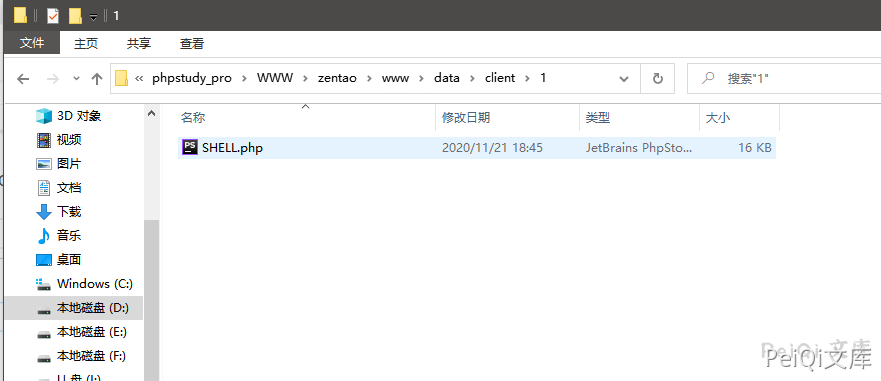 1
文件 主页 共享 查看
« phpstudy_pro > WWW > zentao > www > data > client > 1 搜索"1"
名称 修改日期 类型 大小
SHELL.php 2020/11/21 18:45 JetBrains PhpSto... 16 KB
3D 对象
视频
图片
文档
下载
音乐
桌面
Windows (C:)
本地磁盘 (D:)
本地磁盘 (E:)
本地磁盘 (F:)
PeiQi 文库
PeiQi文库